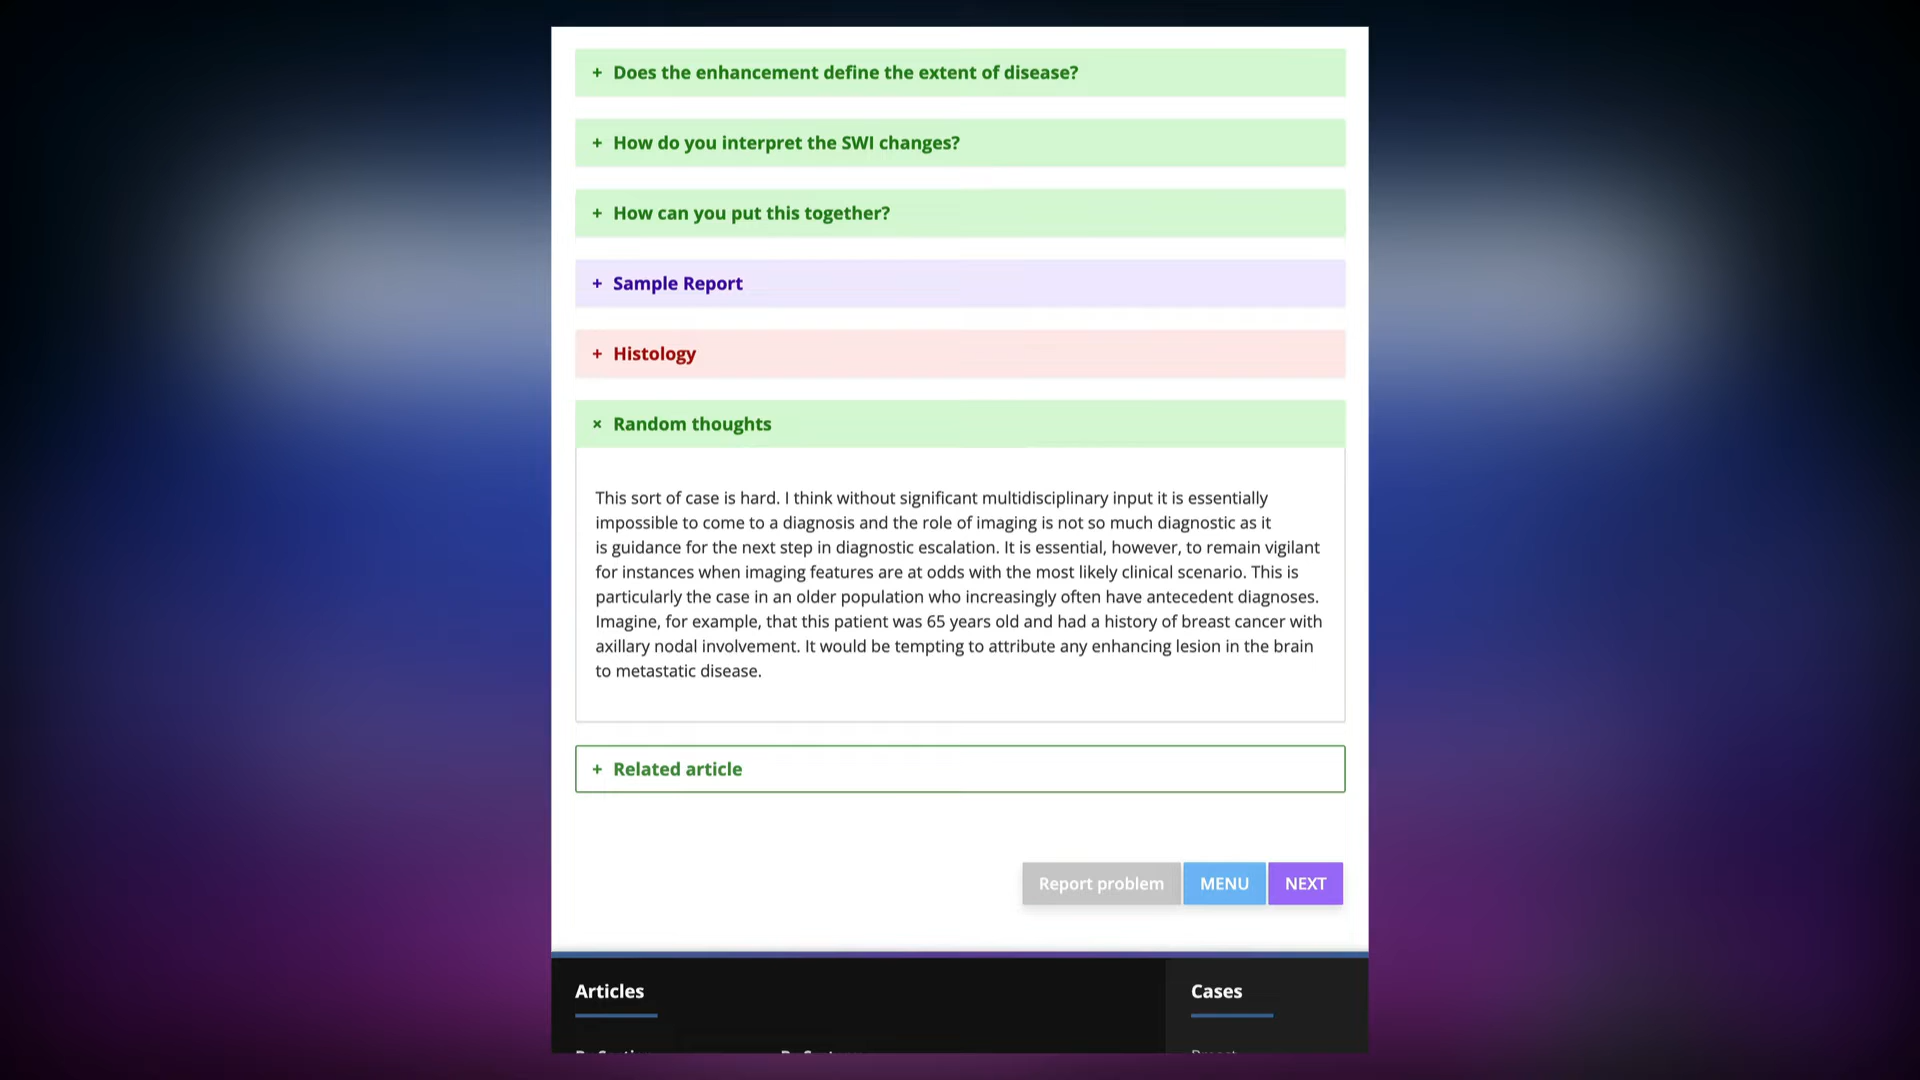 + Does the enhancement define the extent of disease?
+ How do you interpret the SWI changes?
+ How can you put this together?
+ Sample Report
+ Histology
× Random thoughts
This sort of case is hard. I think without significant multidisciplinary input it is essentially
impossible to come to a diagnosis and the role of imaging is not so much diagnostic as it
is guidance for the next step in diagnostic escalation. It is essential, however, to remain vigilant
for instances when imaging features are at odds with the most likely clinical scenario. This is
particularly the case in an older population who increasingly often have antecedent diagnoses.
Imagine, for example, that this patient was 65 years old and had a history of breast cancer with
axillary nodal involvement. It would be tempting to attribute any enhancing lesion in the brain
to metastatic disease.
+ Related article
Report problem MENU NEXT
Articles Cases